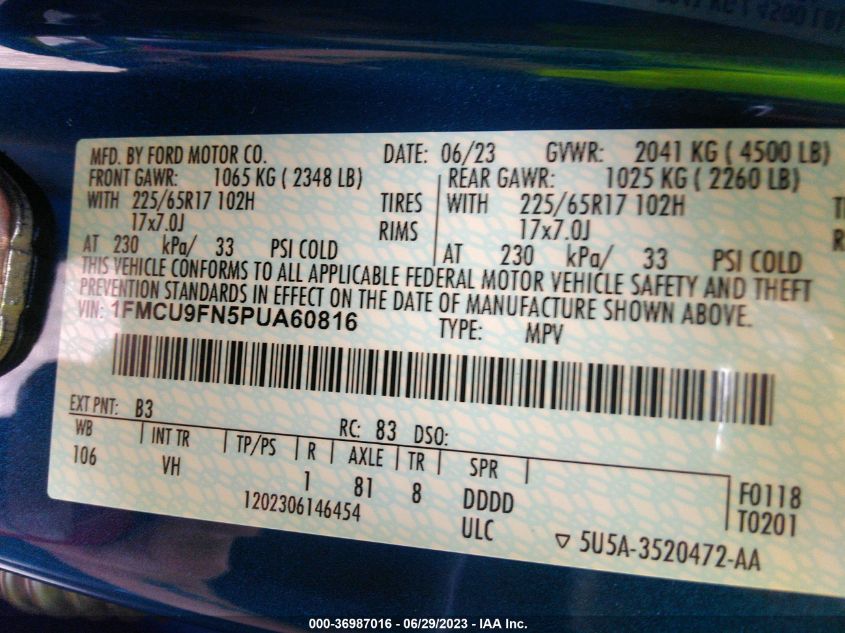 MFD. BY FORD MOTOR CO. DATE: 06/23 GVWR: 2041 KG ( 4500 LB)
FRONT GAWR: 1065 KG ( 2348 LB) REAR GAWR: 1025 KG ( 2260 LB)
WITH 225/65R17 102H TIRES WITH 225/65R17 102H
17x7.0J RIMS 17x7.0J
AT 230 kPa/ 33 PSI COLD AT 230 kPa/ 33 PSI COLD
THIS VEHICLE CONFORMS TO ALL APPLICABLE FEDERAL MOTOR VEHICLE SAFETY AND THEFT
PREVENTION STANDARDS IN EFFECT ON THE DATE OF MANUFACTURE SHOWN ABOVE.
VIN: 1FMCU9FN5PUA60816 TYPE: MPV
EXT PNT: B3 RC: 83 DSO:
WB INT TR TP/PS R AXLE TR SPR
106 VH 1 81 8 DDDD F0118
1202306146454 ULC T0201
▽ 5U5A-3520472-AA
000-36987016 - 06/29/2023 - IAA Inc.